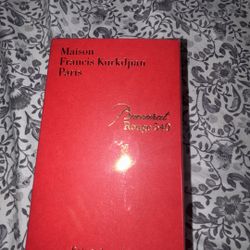 Maison
Francis Kurkdjian
Paris
Baccarat
Rouge 540